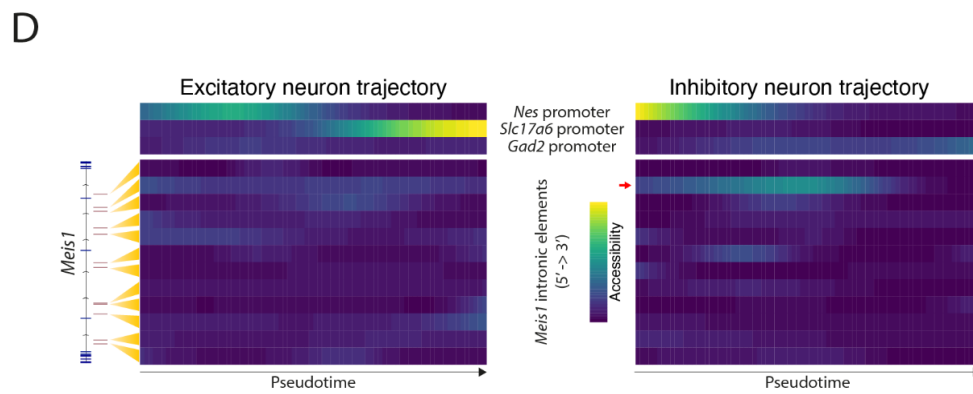 D
Excitatory neuron trajectory
Inhibitory neuron trajectory
Nes promoter
Slc17a6 promoter
Gad2 promoter
Meis1
Meis1 intronic elements
(5' -> 3')
Accessibility
Pseudotime
Pseudotime